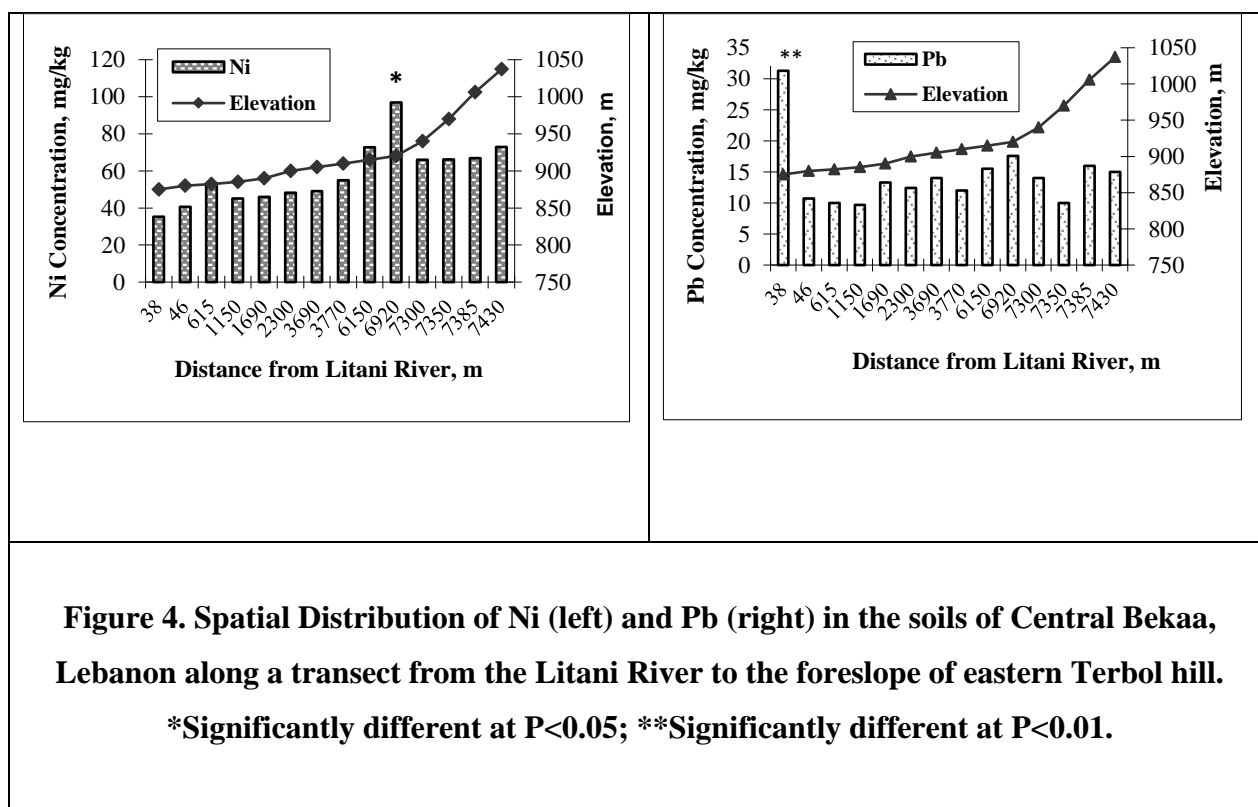 Ni Concentration, mg/kg
120
100
80
60
40
20
0
Ni
Elevation
*
1050
1000
950
900
850
800
750
Elevation, m
38 46 615 1150 1690 2300 3690 3770 6150 6920 7300 7350 7385 7430
Distance from Litani River, m
Pb Concentration, mg/kg
35
30
25
20
15
10
5
0
**
Pb
Elevation
1050
1000
950
900
850
800
750
Elevation, m
38 46 615 1150 1690 2300 3690 3770 6150 6920 7300 7350 7385 7430
Distance from Litani River, m
Figure 4. Spatial Distribution of Ni (left) and Pb (right) in the soils of Central Bekaa,
Lebanon along a transect from the Litani River to the foreslope of eastern Terbol hill.
*Significantly different at P<0.05; **Significantly different at P<0.01.